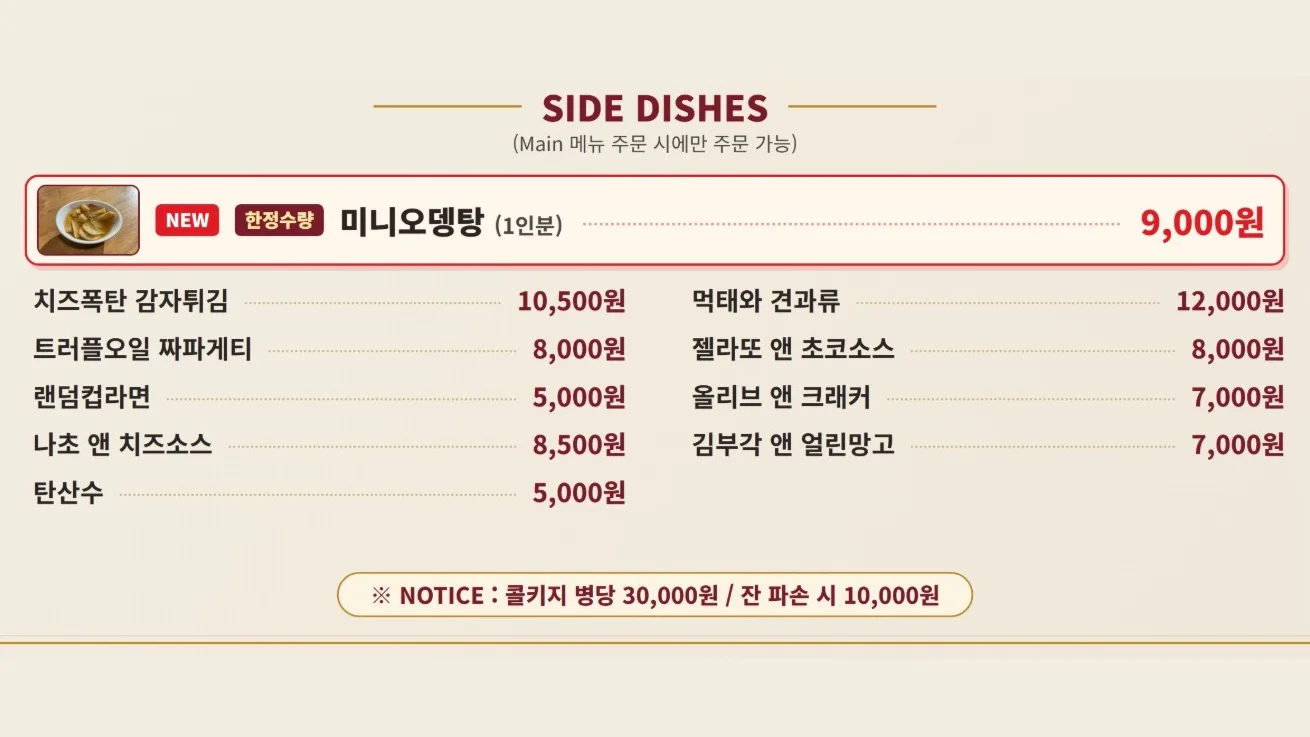 SIDE DISHES
(Main 메뉴 주문 시에만 주문 가능)
NEW 한정수량 미니오뎅탕 (1인분) 9,000원
치즈폭탄 감자튀김 10,500원
트러플오일 짜파게티 8,000원
랜덤컵라면 5,000원
나초 앤 치즈소스 8,500원
탄산수 5,000원
먹태와 견과류 12,000원
젤라또 앤 초코소스 8,000원
올리브 앤 크래커 7,000원
김부각 앤 얼린망고 7,000원
※ NOTICE : 콜키지 병당 30,000원 / 잔 파손 시 10,000원